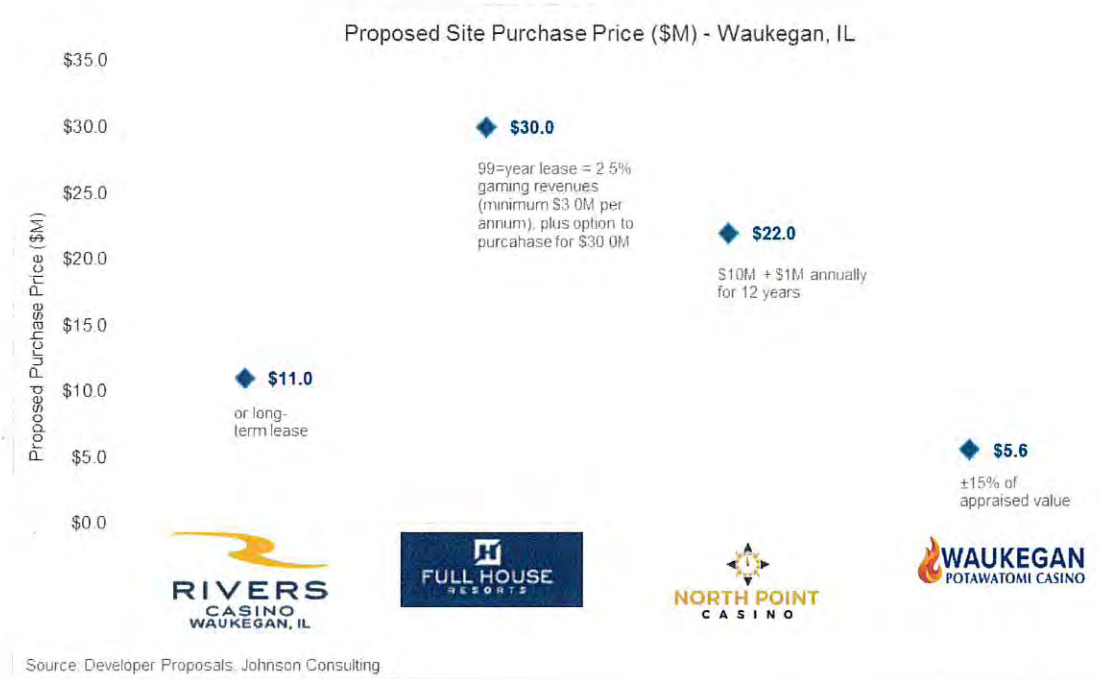 Proposed Site Purchase Price ($M) - Waukegan, IL
Proposed Purchase Price ($M)
$35.0
$30.0
$25.0
$20.0
$15.0
$10.0
$5.0
$0.0
$11.0
or long-
term lease
$30.0
99=year lease = 2.5%
gaming revenues
(minimum $3.0M per
annum), plus option to
purcahase for $30.0M
$22.0
$10M + $1M annually
for 12 years
$5.6
±15% of
appraised value
RIVERS
CASINO
WAUKEGAN, IL
FULL HOUSE
RESORTS
NORTH POINT
CASINO
WAUKEGAN
POTAWATOMI CASINO
Source: Developer Proposals, Johnson Consulting